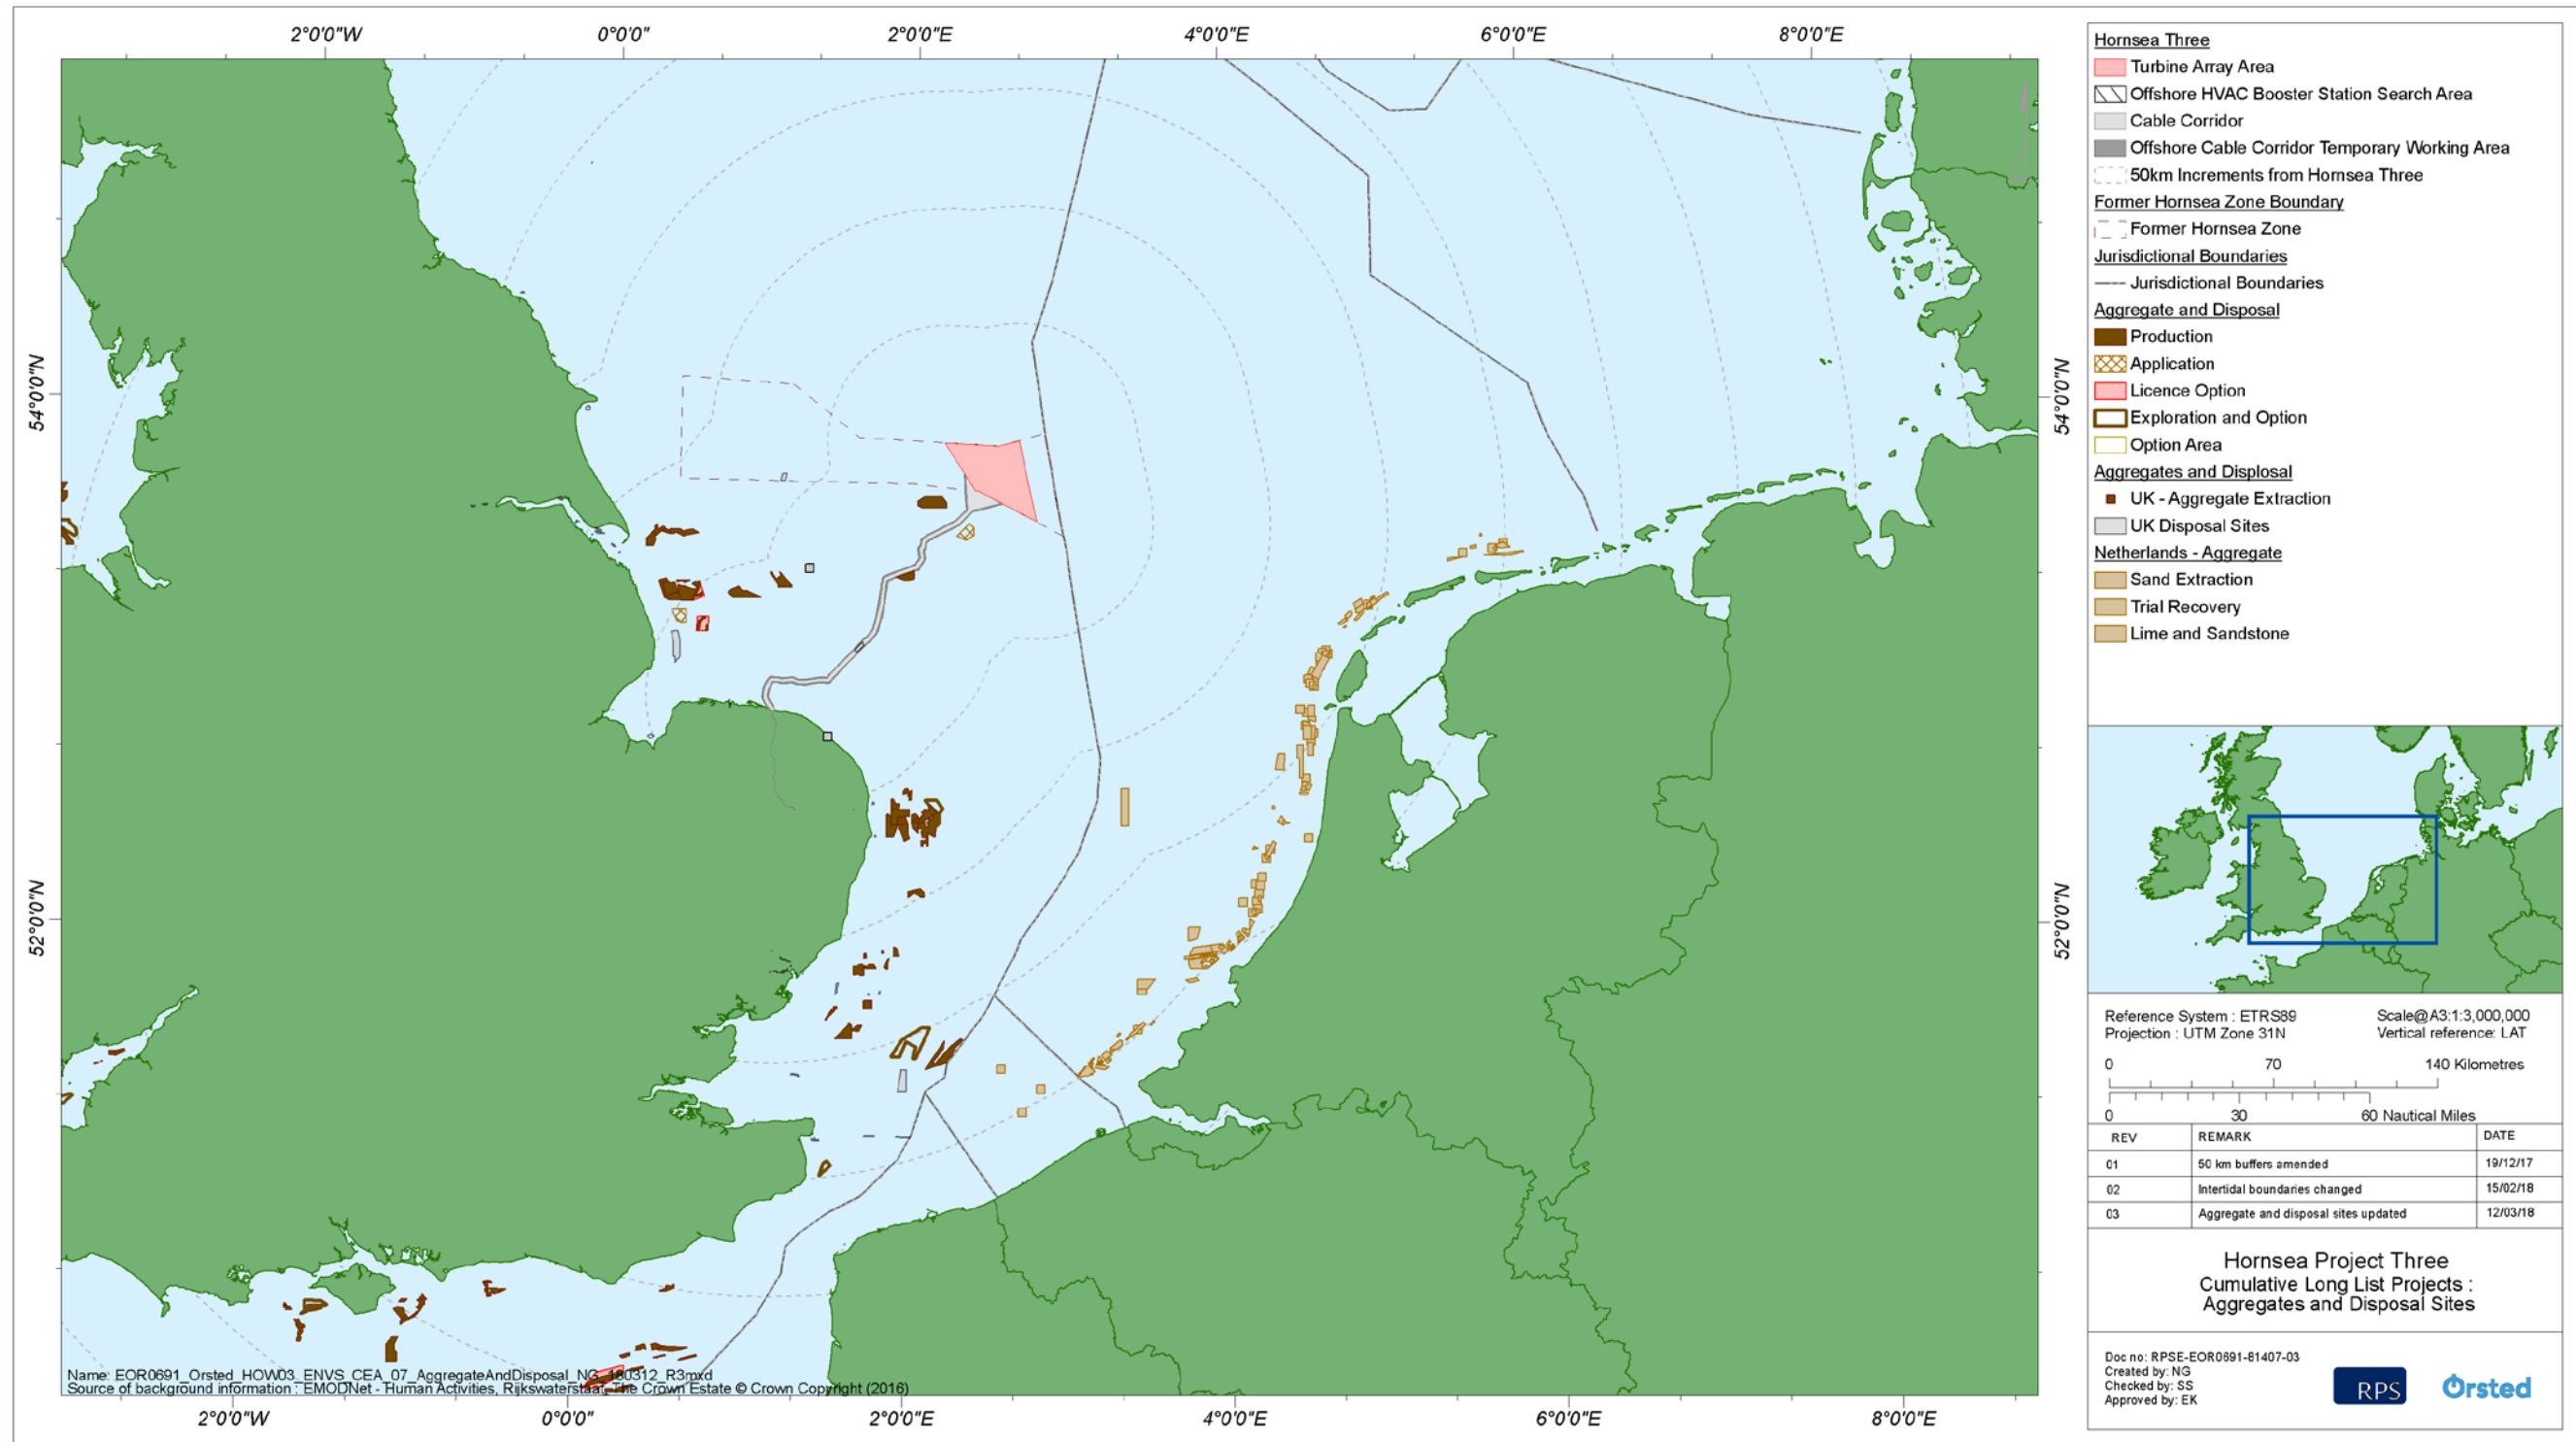 2°0'0"W 0°0'0" 2°0'0"E 4°0'0"E 6°0'0"E 8°0'0"E
54°0'0"N
54°0'0"N
52°0'0"N
52°0'0"N
Name: EOR0691_Orsted_HOW03_ENVS_CEA_07_AggregateAndDisposal_NG_180312_R3mxd
Source of background information : EMODNet - Human Activities, Rijkswaterstaat, The Crown Estate © Crown Copyright (2016)
2°0'0"W 0°0'0" 2°0'0"E 4°0'0"E 6°0'0"E 8°0'0"E
Hornsea Three
Turbine Array Area
Offshore HVAC Booster Station Search Area
Cable Corridor
Offshore Cable Corridor Temporary Working Area
50km Increments from Hornsea Three
Former Hornsea Zone Boundary
Former Hornsea Zone
Jurisdictional Boundaries
Jurisdictional Boundaries
Aggregate and Disposal
Production
Application
Licence Option
Exploration and Option
Option Area
Aggregates and Displosal
UK - Aggregate Extraction
UK Disposal Sites
Netherlands - Aggregate
Sand Extraction
Trial Recovery
Lime and Sandstone
Reference System : ETRS89 Scale@A3:1:3,000,000
Projection : UTM Zone 31N Vertical reference: LAT
0 70 140 Kilometres
0 30 60 Nautical Miles
REV REMARK DATE
01 50 km buffers amended 19/12/17
02 Intertidal boundaries changed 15/02/18
03 Aggregate and disposal sites updated 12/03/18
Hornsea Project Three
Cumulative Long List Projects :
Aggregates and Disposal Sites
Doc no: RPSE-EOR0691-81407-03
Created by: NG
Checked by: SS
Approved by: EK
RPS Ørsted